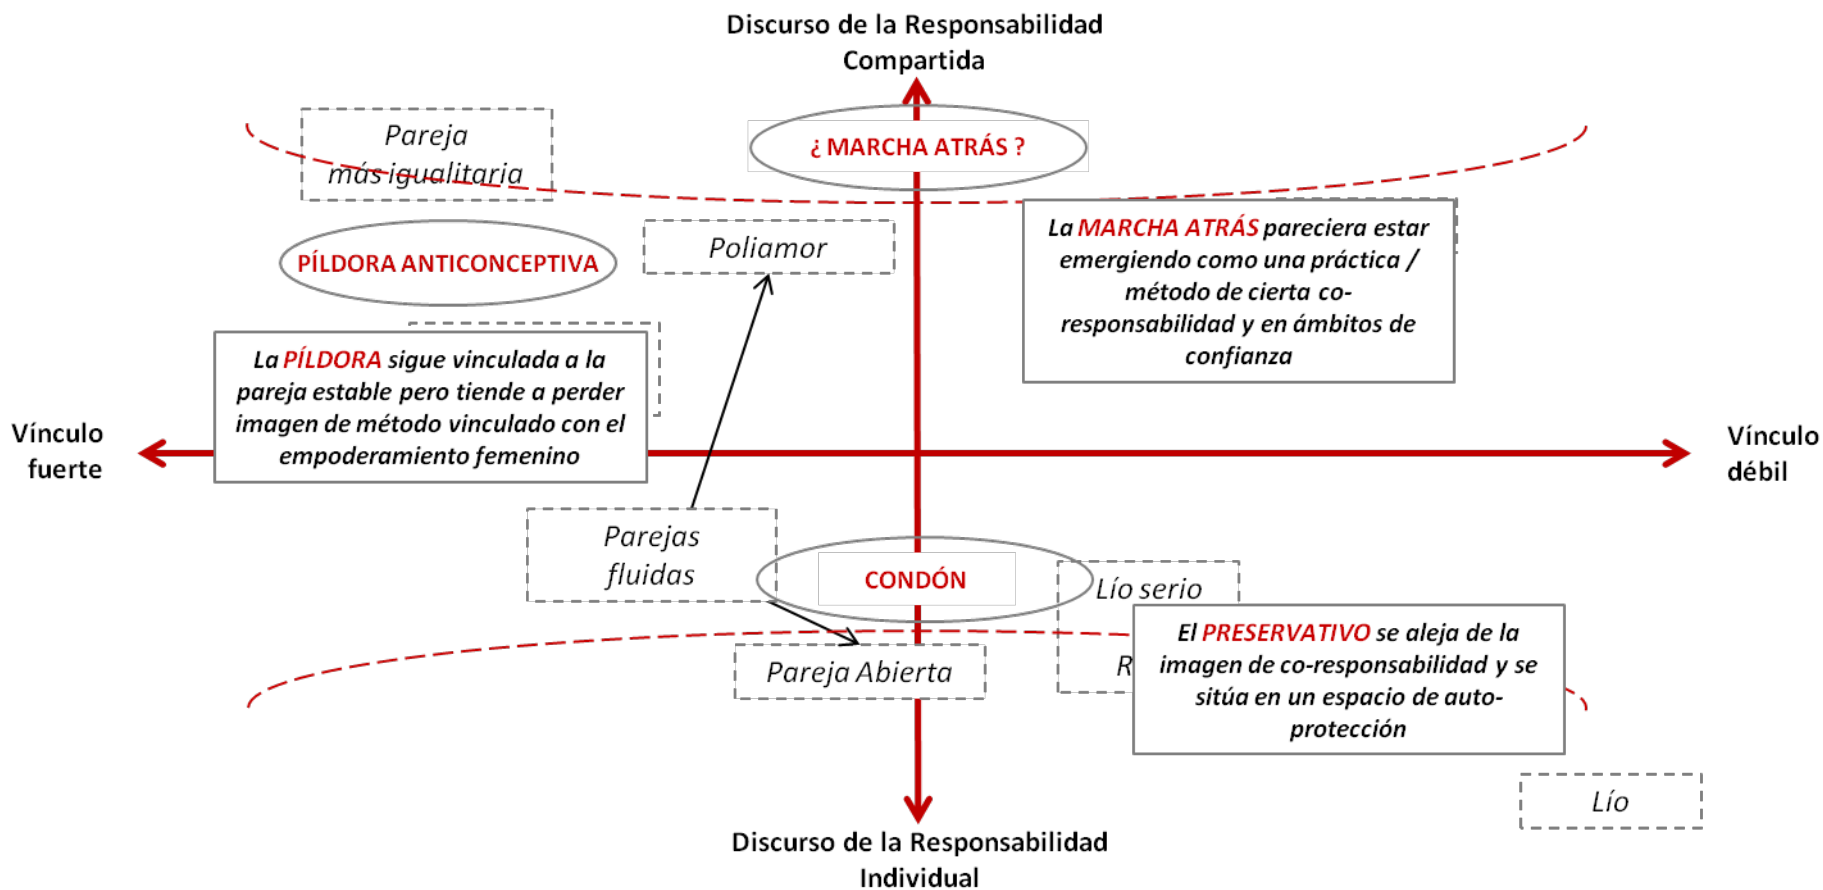 Discurso de la Responsabilidad
Compartida
Pareja
más igualitaria
¿ MARCHA ATRÁS ?
PÍLDORA ANTICONCEPTIVA
Poliamor
La MARCHA ATRÁS pareciera estar
emergiendo como una práctica /
método de cierta co-
responsabilidad y en ámbitos de
confianza
La PÍLDORA sigue vinculada a la
pareja estable pero tiende a perder
imagen de método vinculado con el
empoderamiento femenino
Vínculo
fuerte
Vínculo
débil
Parejas
fluidas
CONDÓN
Lío serio
El PRESERVATIVO se aleja de la
imagen de co-responsabilidad y se
sitúa en un espacio de auto-
protección
Pareja Abierta
Lío
Discurso de la Responsabilidad
Individual